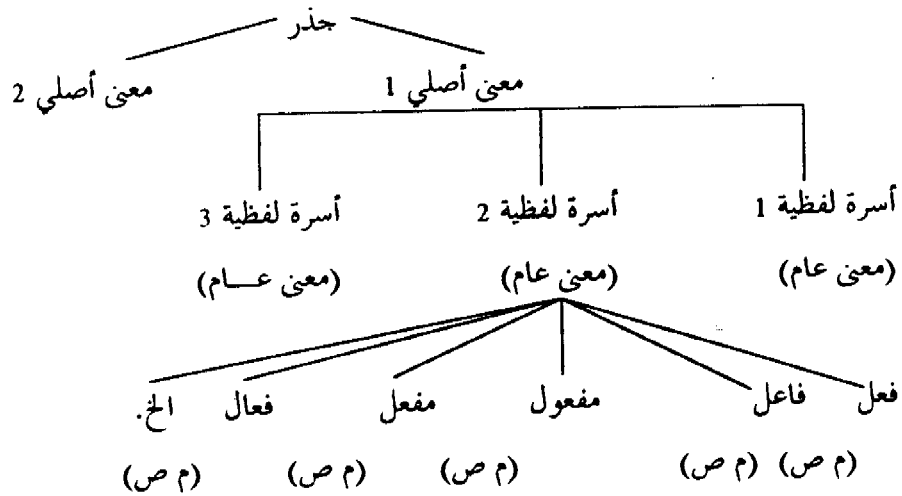 جذر
معنى أصلي 1 معنى أصلي 2
أسرة لفظية 1 أسرة لفظية 2 أسرة لفظية 3
(معنى عام) (معنى عام) (معنى عـــام)
فعل فاعل مفعول مفعل فعال الخ.
(م ص) (م ص) (م ص) (م ص) (م ص)